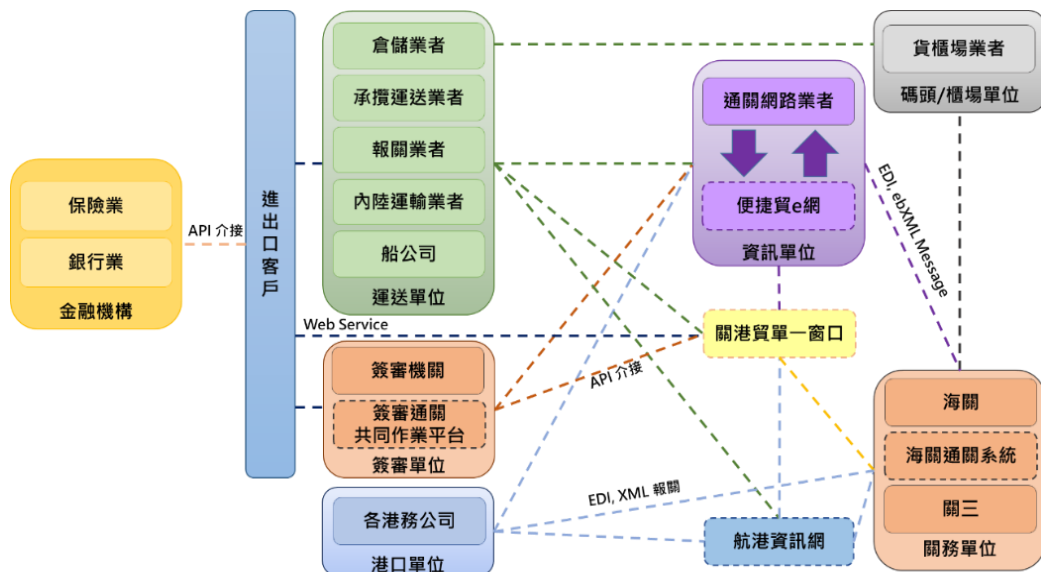 保險業
銀行業
金融機構
API 介接
進出口客戶
倉儲業者
承攬運送業者
報關業者
內陸運輸業者
船公司
運送單位
Web Service
簽審機關
簽審通關
共同作業平台
簽審單位
各港務公司
港口單位
通關網路業者
便捷貿e網
資訊單位
關港貿單一窗口
API 介接
EDI, XML 報關
航港資訊網
貨櫃場業者
碼頭/櫃場單位
EDI, ebXML Message
海關
海關通關系統
關三
關務單位